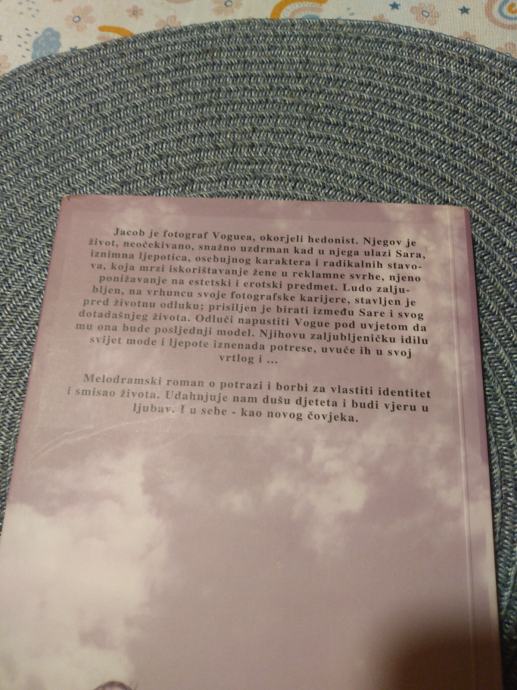 Jacob je fotograf Voguea, okorjeli hedonist. Njegov je
život, neočekivano, snažno uzdrman kad u njega ulazi Sara,
iznimna ljepotica, osebujnog karaktera i radikalnih stavo-
va, koja mrzi iskorištavanje žene u reklamne svrhe, njeno
ponižavanje na estetski i erotski predmet. Ludo zalju-
bljen, na vrhuncu svoje fotografske karijere, stavljen je
pred životnu odluku; prisiljen je birati između Sare i svog
dotadašnjeg života. Odluči napustiti Vogue pod uvjetom da
mu ona bude posljednji model. Njihovu zaljubljeničku idilu
svijet mode i ljepote iznenada potrese, uvuče ih u svoj
vrtlog i ...
Melodramski roman o potrazi i borbi za vlastiti identitet
i smisao života. Udahnjuje nam dušu djeteta i budi vjeru u
ljubav. I u sebe - kao novog čovjeka.